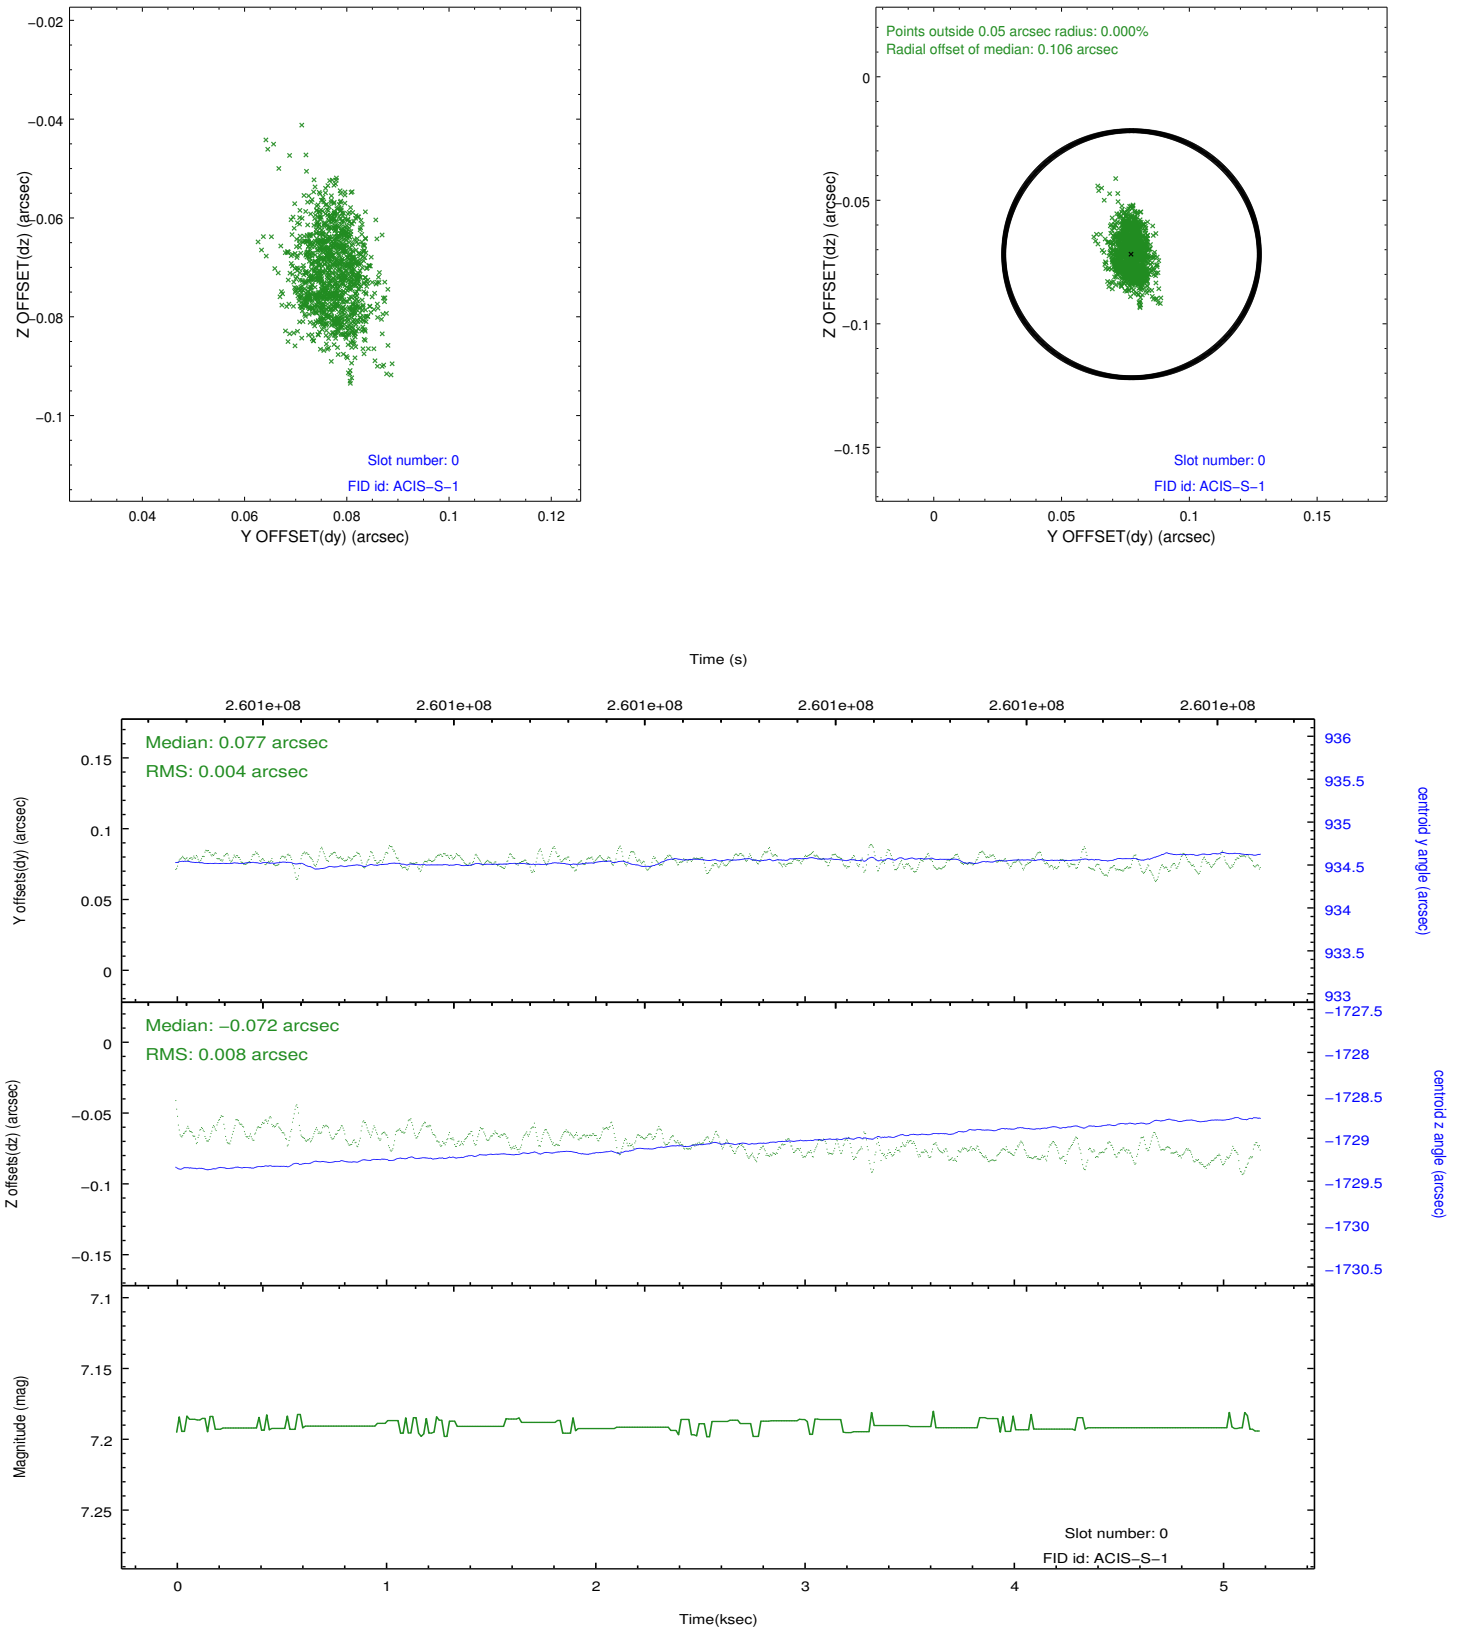 −0.02
−0.04
−0.06
−0.08
−0.1
Z OFFSET(dz) (arcsec)
Slot number: 0
FID id: ACIS−S−1
0.04 0.06 0.08 0.1 0.12
Y OFFSET(dy) (arcsec)
Points outside 0.05 arcsec radius: 0.000%
Radial offset of median: 0.106 arcsec
0
−0.05
−0.1
−0.15
Z OFFSET(dz) (arcsec)
Slot number: 0
FID id: ACIS−S−1
0 0.05 0.1 0.15
Y OFFSET(dy) (arcsec)
Time (s)
2.601e+08 2.601e+08 2.601e+08 2.601e+08 2.601e+08 2.601e+08
Median: 0.077 arcsec
RMS: 0.004 arcsec
0.15
0.1
0.05
0
Y offsets(dy) (arcsec)
936
935.5
935
934.5
934
933.5
933
centroid y angle (arcsec)
Median: −0.072 arcsec
RMS: 0.008 arcsec
0
−0.05
−0.1
−0.15
Z offsets(dz) (arcsec)
−1727.5
−1728
−1728.5
−1729
−1729.5
−1730
−1730.5
centroid z angle (arcsec)
7.1
7.15
7.2
7.25
Magnitude (mag)
Slot number: 0
FID id: ACIS−S−1
0 1 2 3 4 5
Time(ksec)